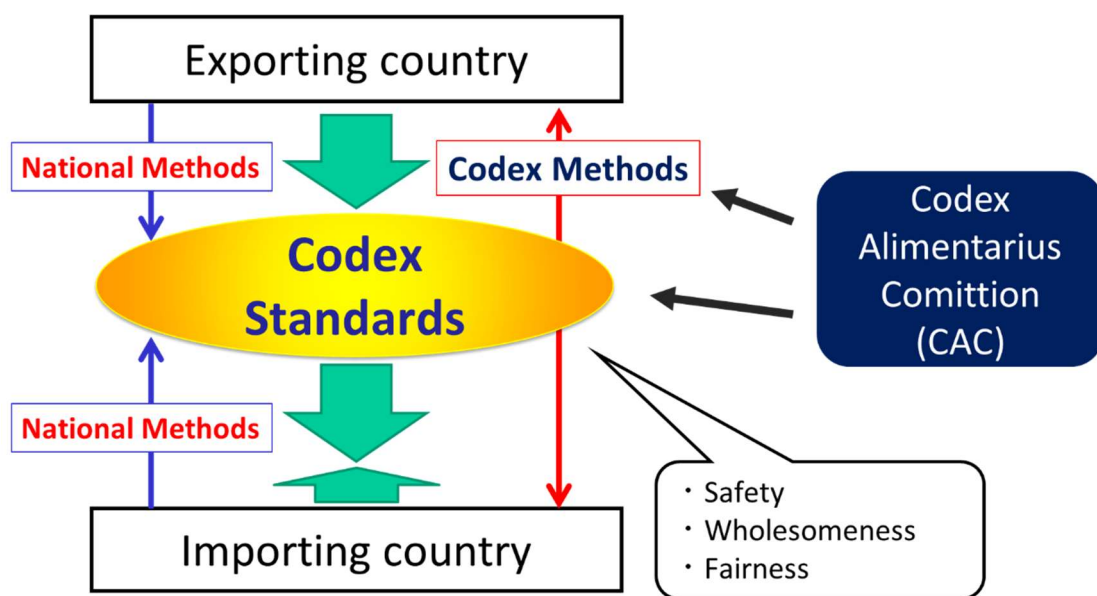 Exporting country
National Methods
Codex Methods
Codex
Alimentarius
Comittion
(CAC)
Codex
Standards
National Methods
・Safety
・Wholesomeness
・Fairness
Importing country